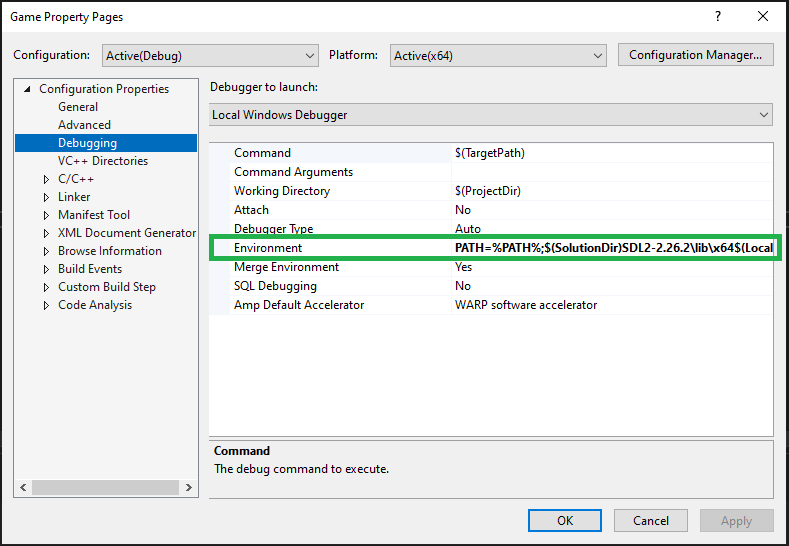 Game Property Pages
?
Configuration: Active(Debug) Platform: Active(x64) Configuration Manager...
Configuration Properties
General
Advanced
Debugging
VC++ Directories
C/C++
Linker
Manifest Tool
XML Document Generator
Browse Information
Build Events
Custom Build Step
Code Analysis
Debugger to launch:
Local Windows Debugger
Command $(TargetPath)
Command Arguments
Working Directory $(ProjectDir)
Attach No
Debugger Type Auto
Environment PATH=%PATH%;$(SolutionDir)SDL2-2.26.2\lib\x64$(Local
Merge Environment Yes
SQL Debugging No
Amp Default Accelerator WARP software accelerator
Command
The debug command to execute.
OK Cancel Apply